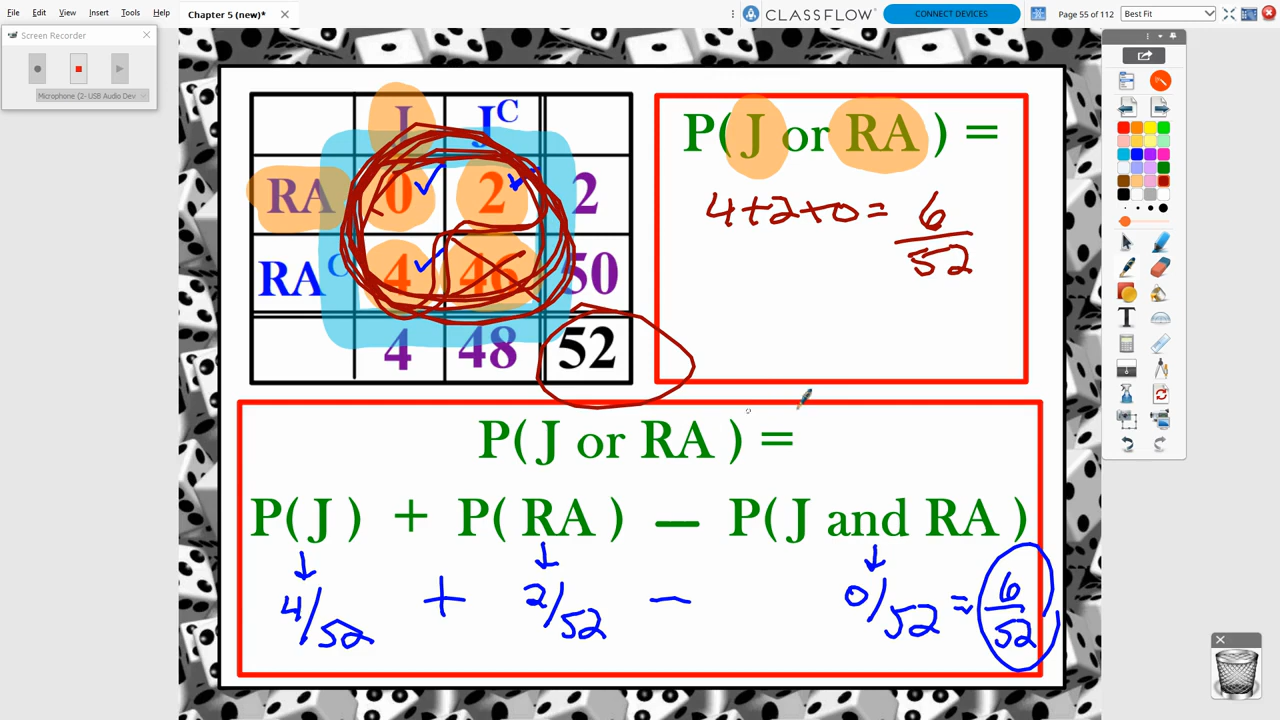 File Edit View Insert Tools Help
Chapter 5 (new)*
CLASSFLOW
CONNECT DEVICES
Page 55 of 112
Best Fit
Screen Recorder
Microphone (2- USB Audio Dev
J Jᶜ
RA 0 2 2
RAᶜ 4 46 50
4 48 52
P( J or RA ) =
4+2+0= 6/52
P( J or RA ) =
P( J ) + P( RA ) — P( J and RA )
4/52 + 2/52 — 0/52 = 6/52